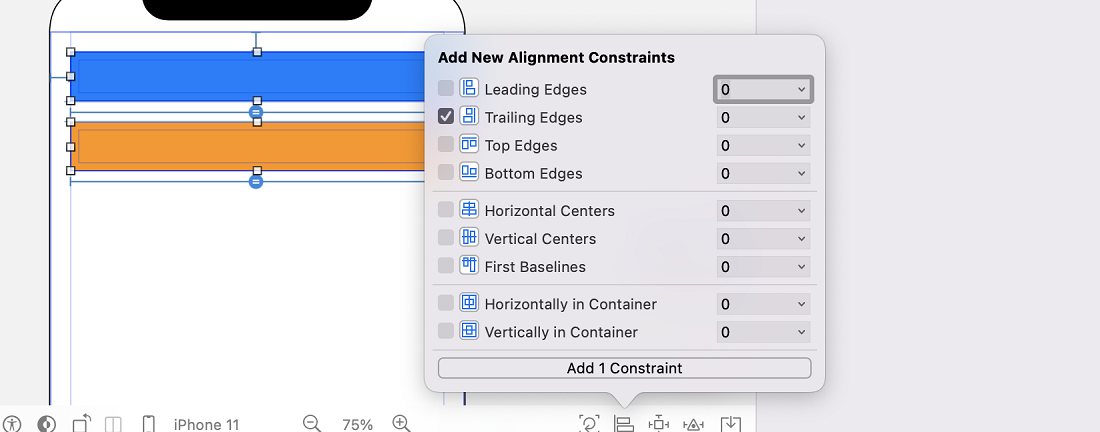 Add New Alignment Constraints
Leading Edges 0
Trailing Edges 0
Top Edges 0
Bottom Edges 0
Horizontal Centers 0
Vertical Centers 0
First Baselines 0
Horizontally in Container 0
Vertically in Container 0
Add 1 Constraint
iPhone 11 75%